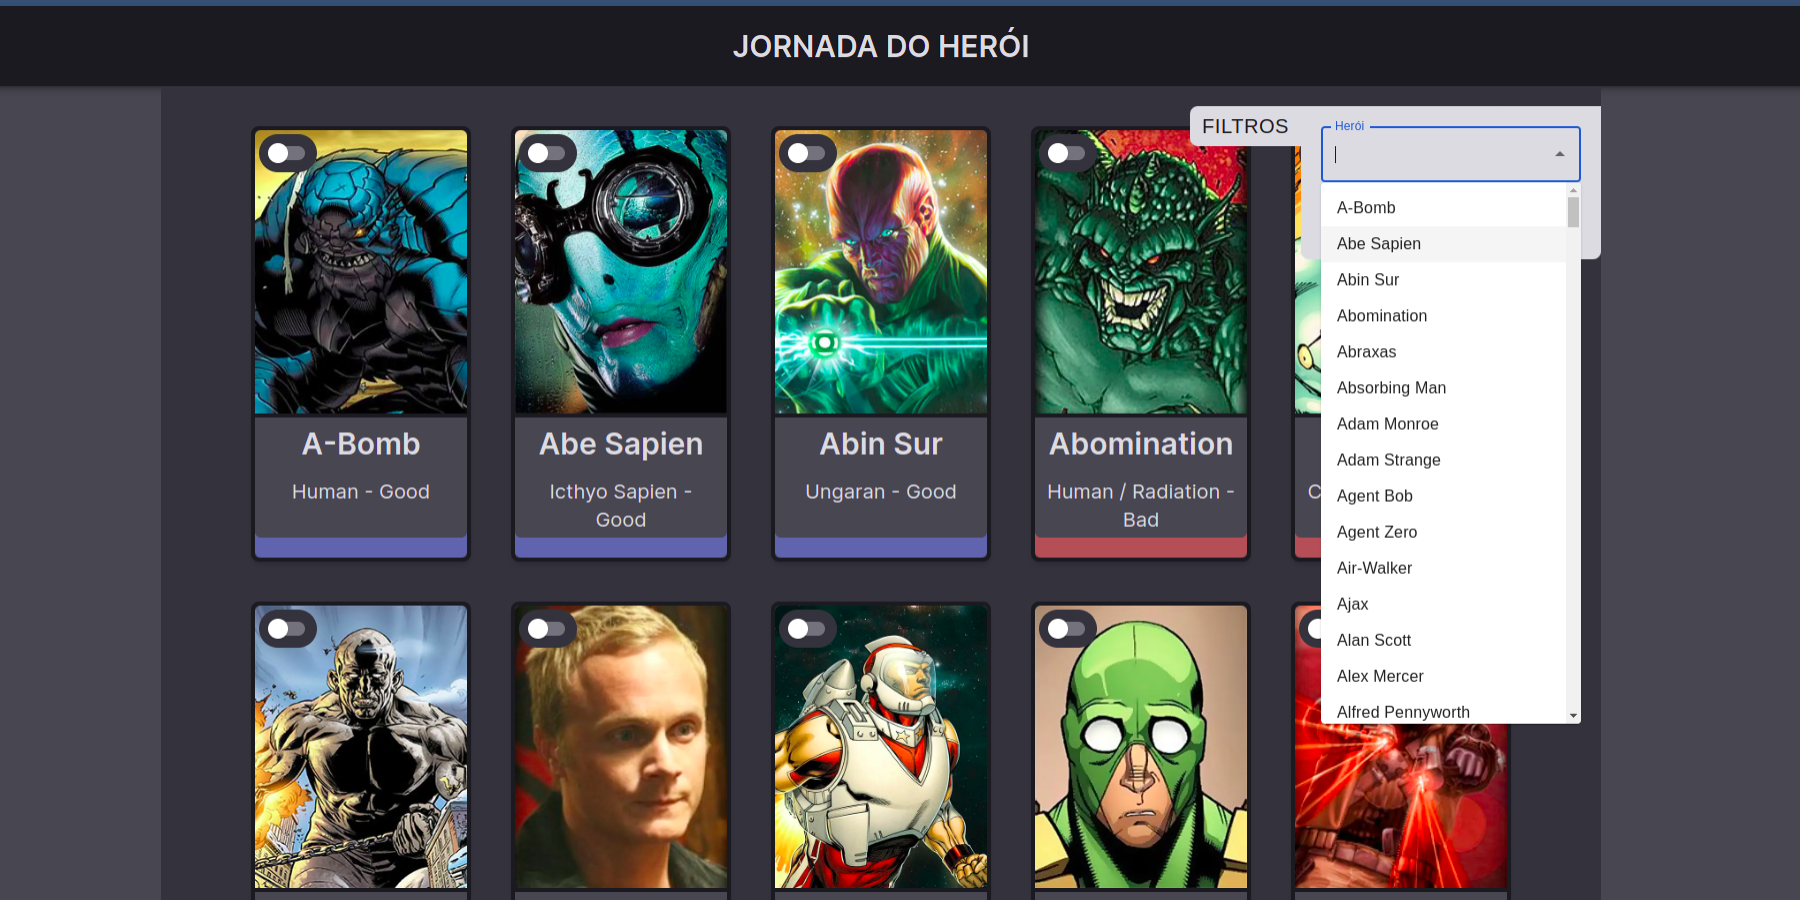 JORNADA DO HERÓI
FILTROS
Herói
A-Bomb
Abe Sapien
Abin Sur
Abomination
Abraxas
Absorbing Man
Adam Monroe
Adam Strange
Agent Bob
Agent Zero
Air-Walker
Ajax
Alan Scott
Alex Mercer
Alfred Pennyworth
A-Bomb
Human - Good
Abe Sapien
Icthyo Sapien -
Good
Abin Sur
Ungaran - Good
Abomination
Human / Radiation -
Bad
C